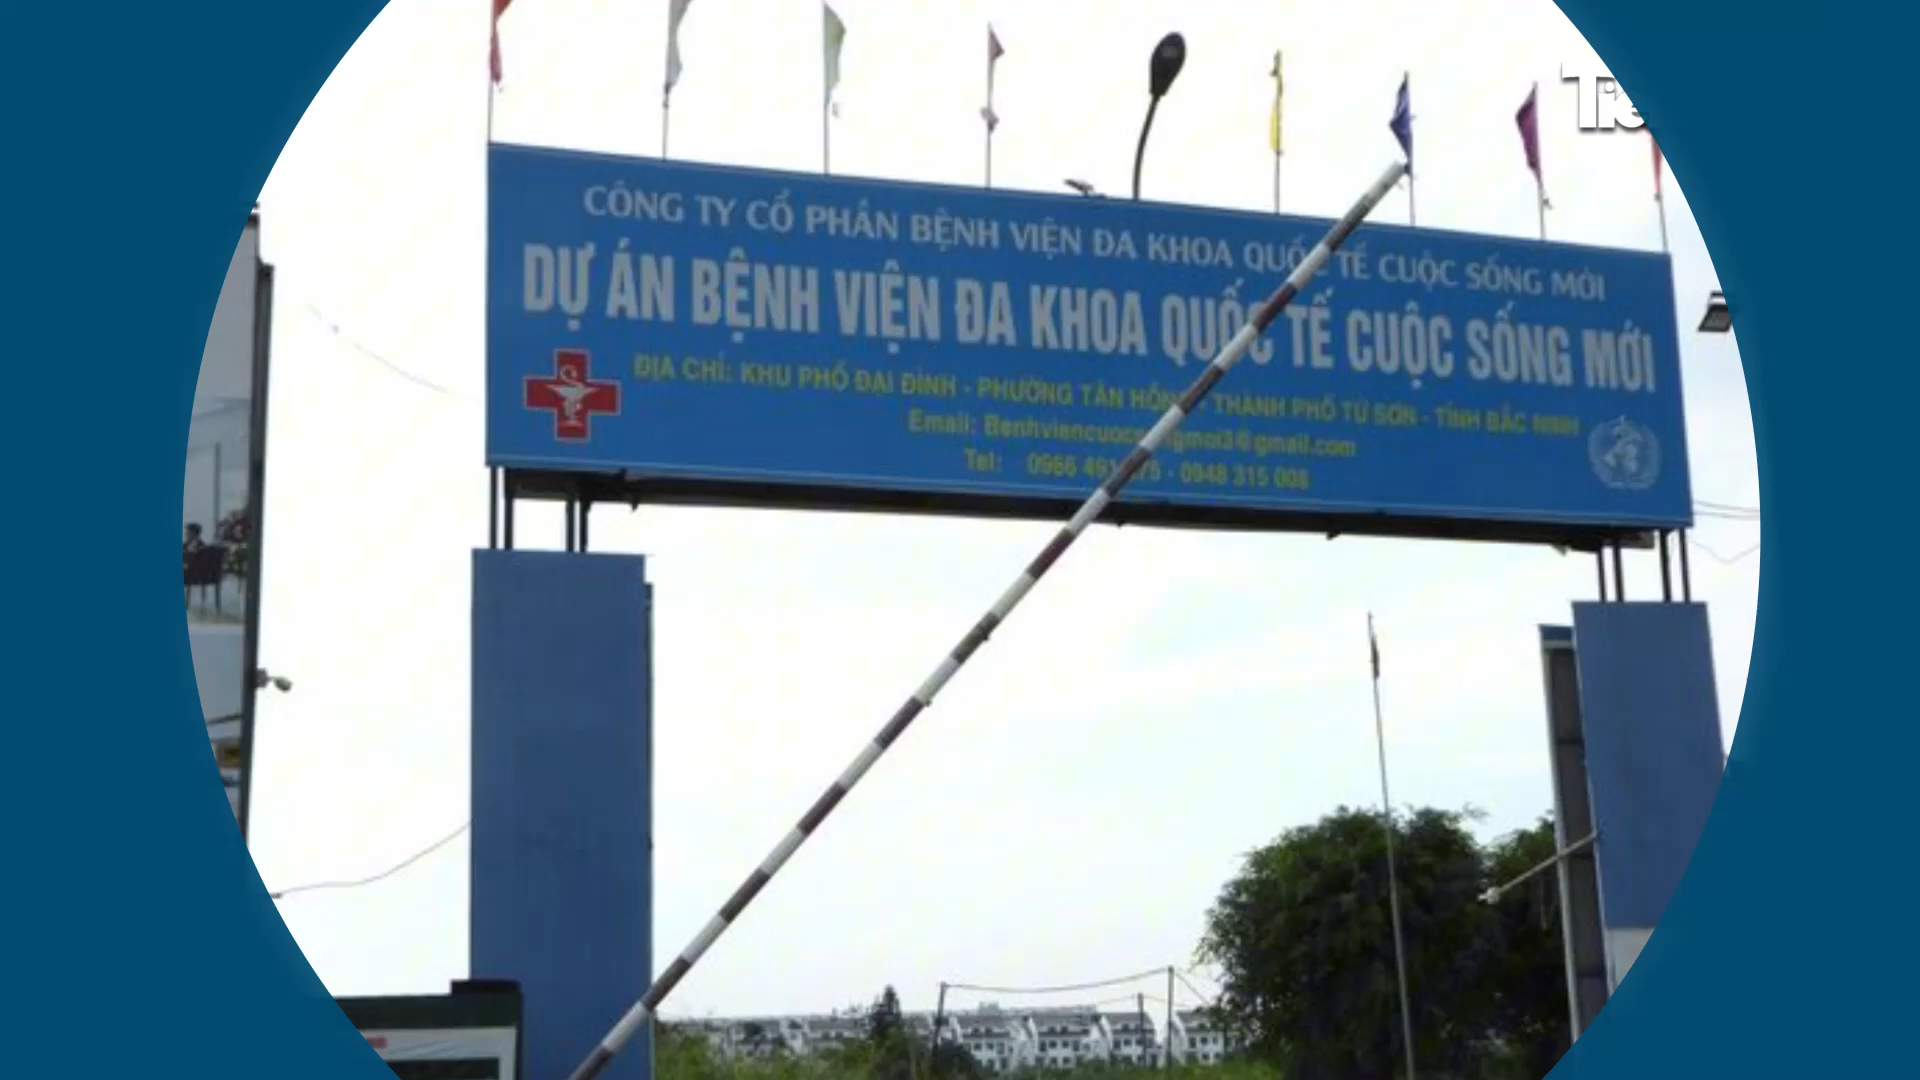 Tiề
CÔNG TY CỔ PHẦN BỆNH VIỆN ĐA KHOA QUỐC TẾ CUỘC SỐNG MỚI
DỰ ÁN BỆNH VIỆN ĐA KHOA QUỐC TẾ CUỘC SỐNG MỚI
ĐỊA CHỈ: KHU PHỐ ĐẠI ĐÌNH - PHƯỜNG TÂN HỒNG - THÀNH PHỐ TỪ SƠN - TỈNH BẮC NINH
Email:
Tel: 0948 315 008